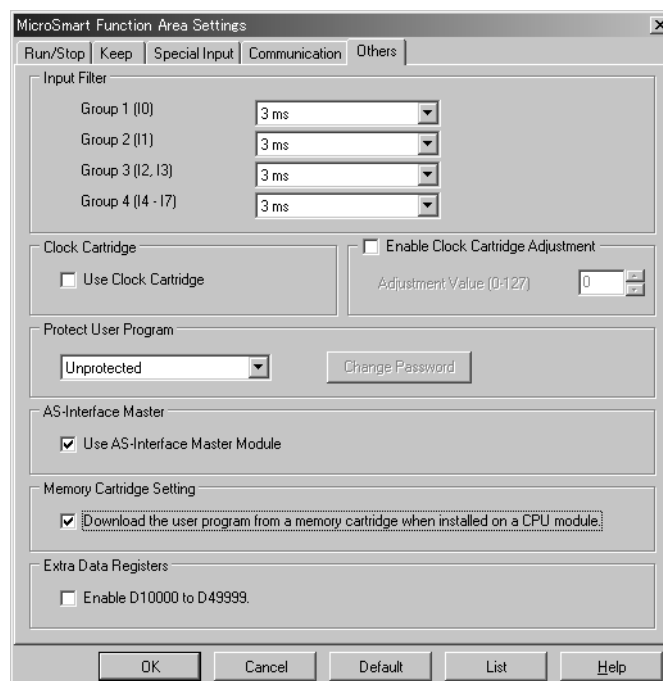 MicroSmart Function Area Settings
Run/Stop Keep Special Input Communication Others
Input Filter
Group 1 (I0) 3 ms
Group 2 (I1) 3 ms
Group 3 (I2, I3) 3 ms
Group 4 (I4 - I7) 3 ms
Clock Cartridge
Use Clock Cartridge
Enable Clock Cartridge Adjustment
Adjustment Value (0-127) 0
Protect User Program
Unprotected Change Password
AS-Interface Master
Use AS-Interface Master Module
Memory Cartridge Setting
Download the user program from a memory cartridge when installed on a CPU module.
Extra Data Registers
Enable D10000 to D49999.
OK Cancel Default List Help